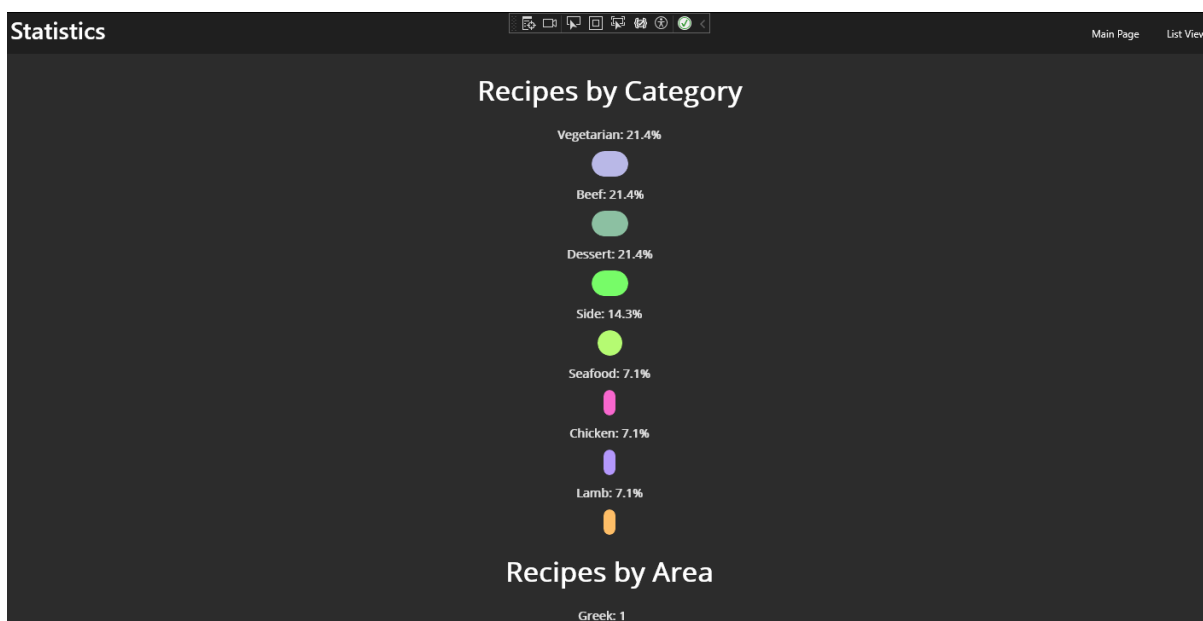 Statistics
Main Page
List View
Recipes by Category
Vegetarian: 21.4%
Beef: 21.4%
Dessert: 21.4%
Side: 14.3%
Seafood: 7.1%
Chicken: 7.1%
Lamb: 7.1%
Recipes by Area
Greek: 1